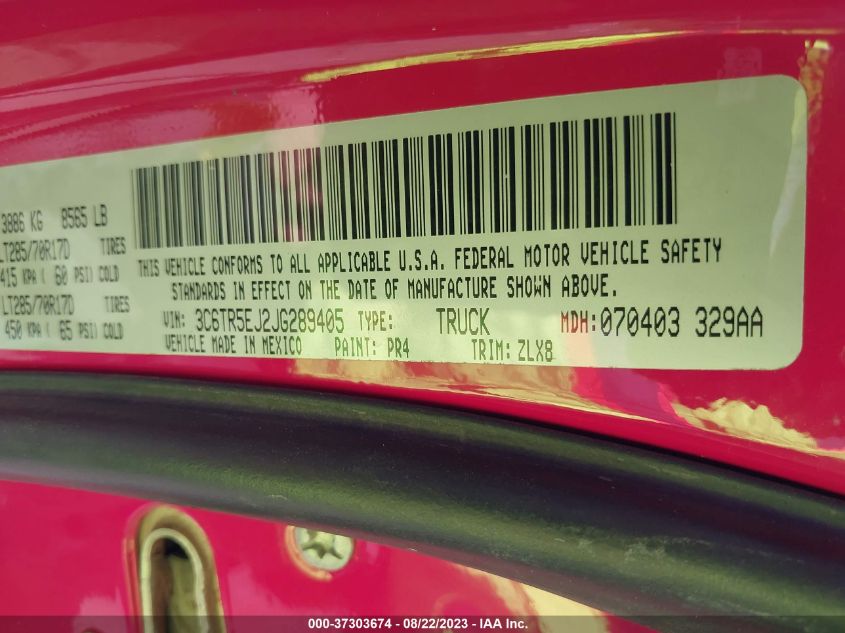 3886 KG 8565 LB
LT285/70R17D TIRES
415 KPA ( 60 PSI) COLD
LT285/70R17D TIRES
450 KPA ( 65 PSI) COLD
THIS VEHICLE CONFORMS TO ALL APPLICABLE U.S.A. FEDERAL MOTOR VEHICLE SAFETY
STANDARDS IN EFFECT ON THE DATE OF MANUFACTURE SHOWN ABOVE.
VIN: 3C6TR5EJ2JG289405 TYPE: TRUCK MDH:070403 329AA
VEHICLE MADE IN MEXICO PAINT: PR4 TRIM: ZLX8
000-37303674 - 08/22/2023 - IAA Inc.